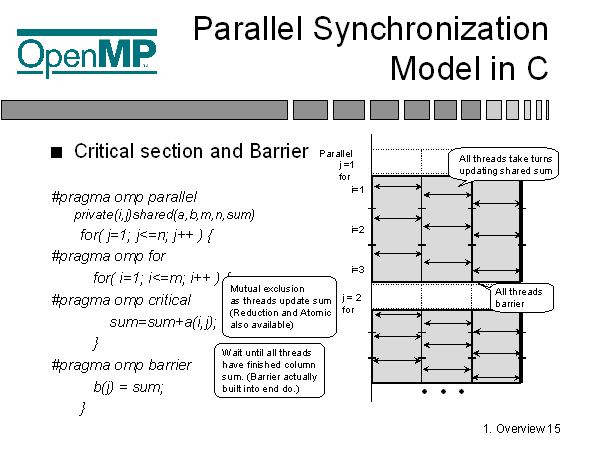 OpenMP
Parallel Synchronization
Model in C
Critical section and Barrier
#pragma omp parallel
private(i,j)shared(a,b,m,n,sum)
for( j=1; j<=n; j++ ) {
#pragma omp for
for( i=1; i<=m; i++ ) {
#pragma omp critical
sum=sum+a(i,j);
}
#pragma omp barrier
b(j) = sum;
}
Mutual exclusion
as threads update sum
(Reduction and Atomic
also available)
Wait until all threads
have finished column
sum. (Barrier actually
built into end do.)
Parallel
j =1
for
i=1
i=2
i=3
j = 2
for
All threads take turns
updating shared sum
All threads
barrier
• • •
1. Overview 15